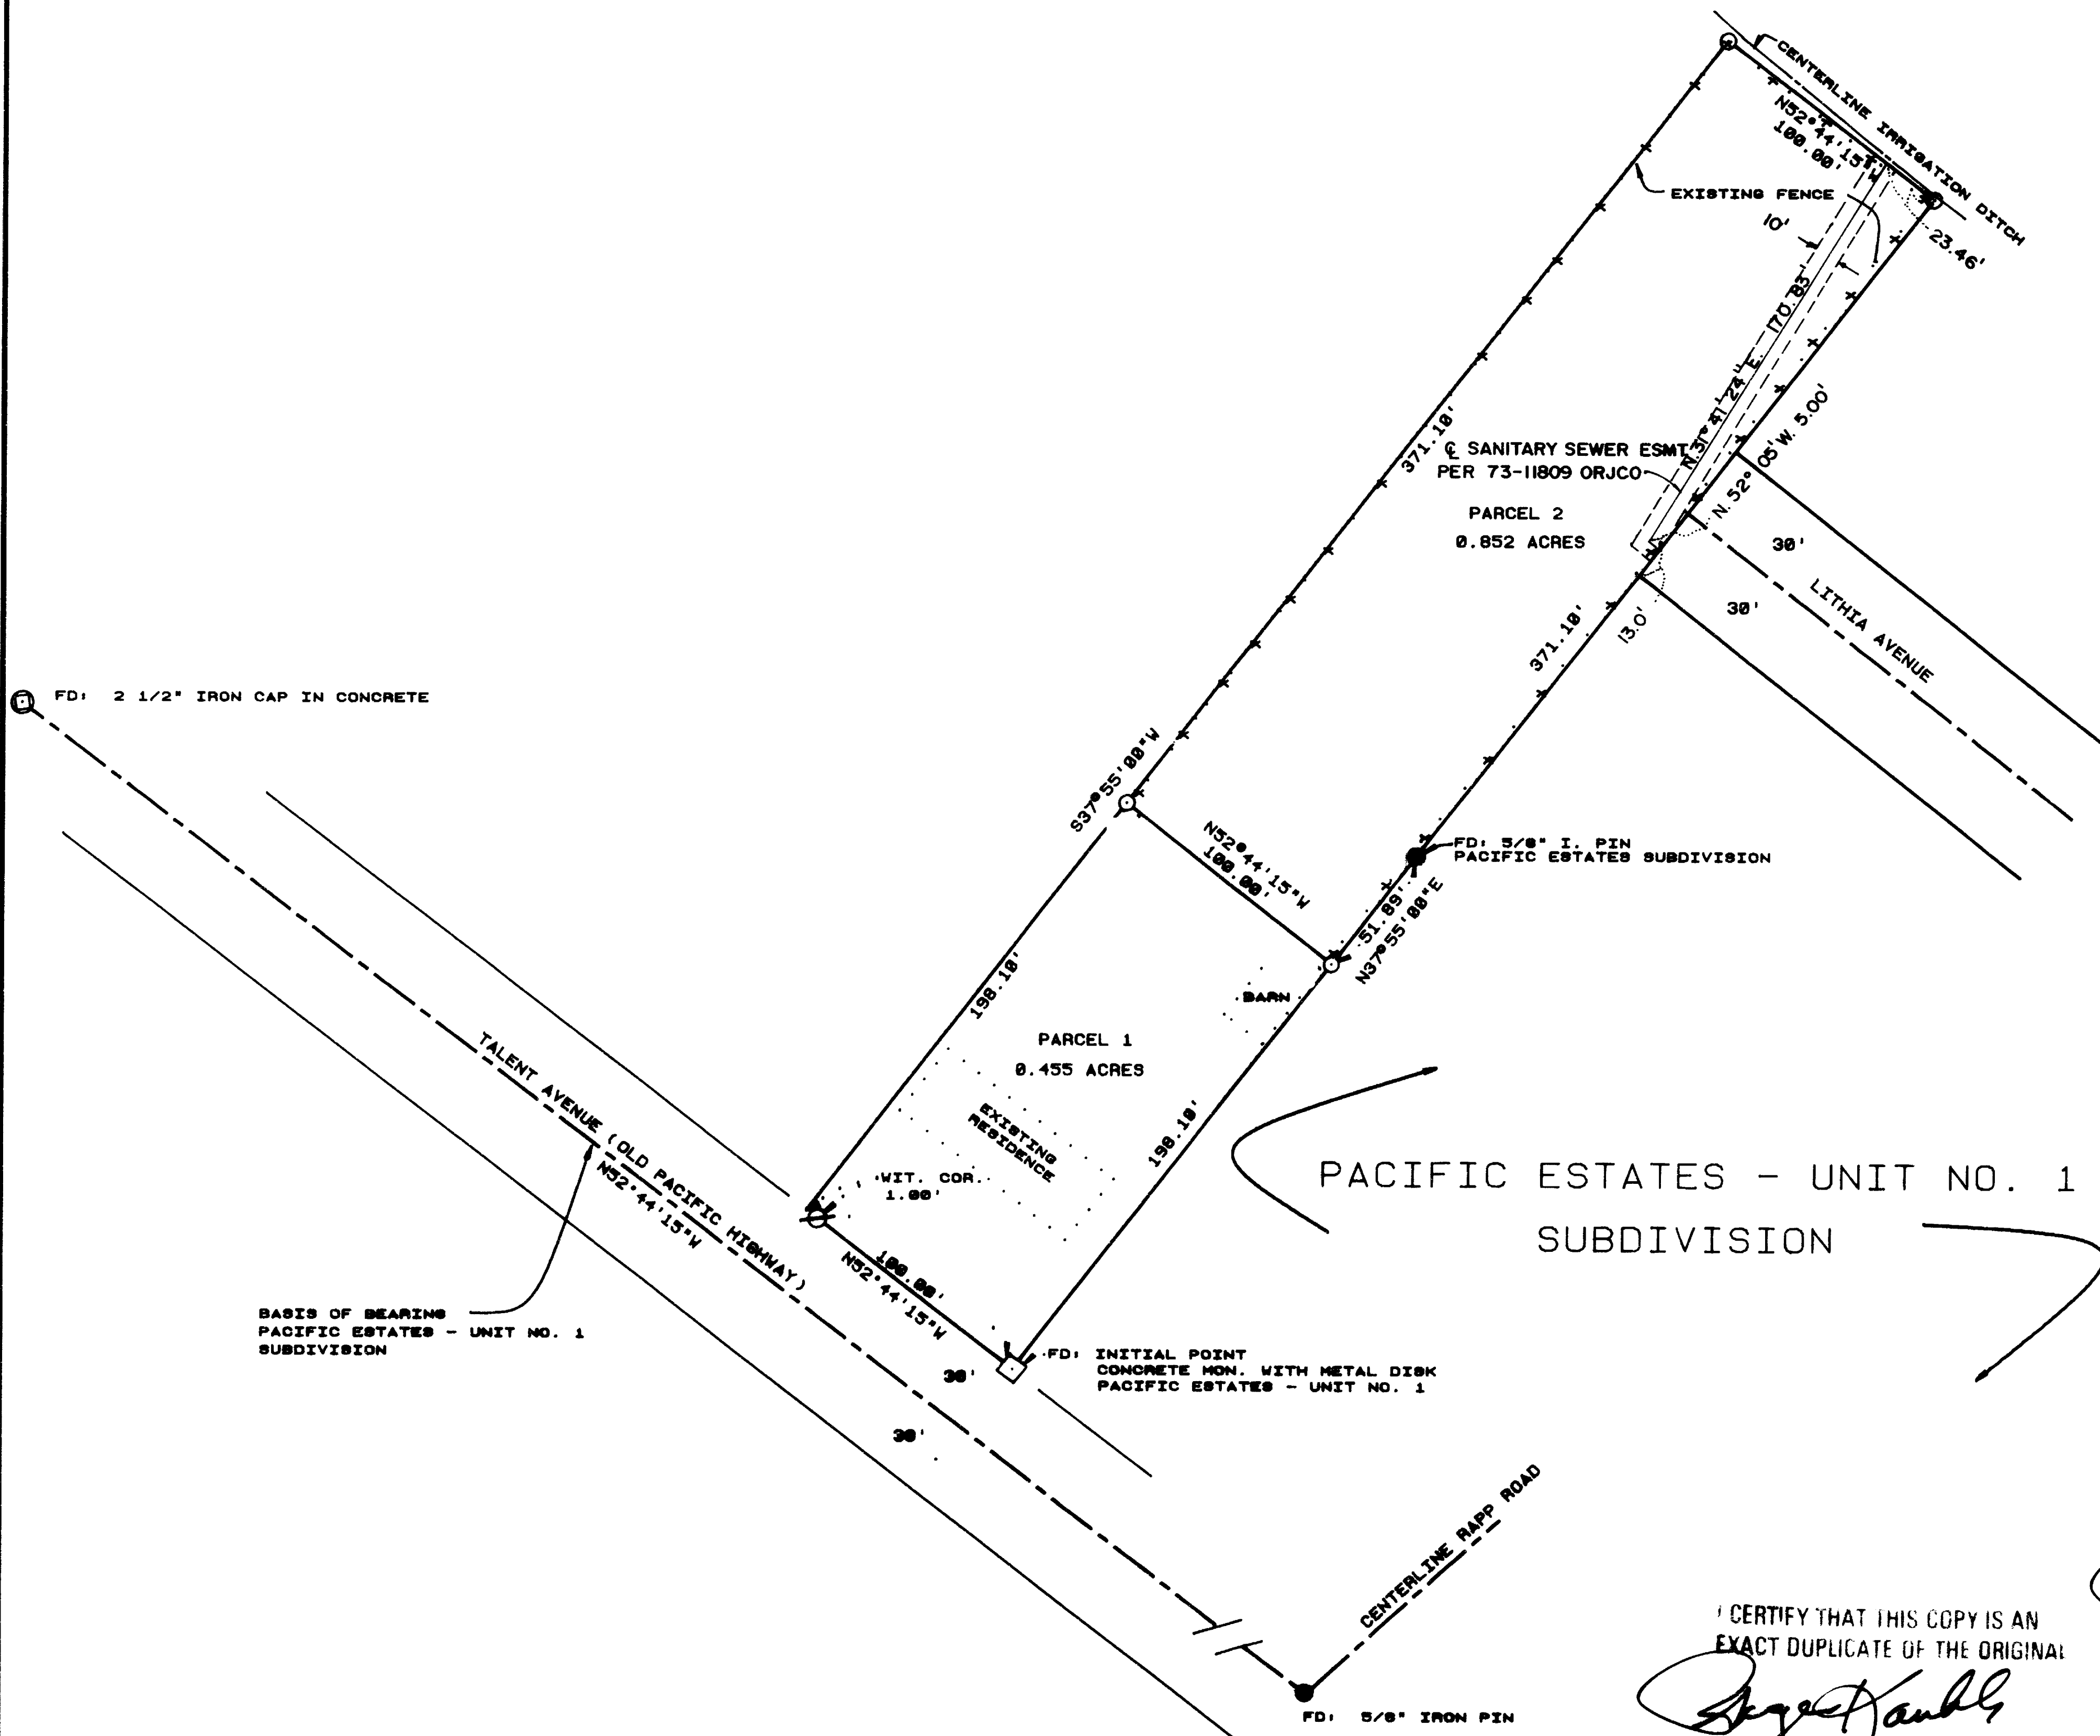 CENTERLINE IRRIGATION DITCH
N52°44'15"W
100.00'
EXISTING FENCE
10'
23.46'
170.83'
N. 31° 41' 24" E.
371.10'
℄ SANITARY SEWER ESMT
PER 73-11809 ORJCO
N. 52° 05' W. 5.00'
PARCEL 2
0.852 ACRES
30'
30'
LITHIA AVENUE
13.0'
371.10'
FD: 2 1/2" IRON CAP IN CONCRETE
S37°55'00"W
N52°44'15"W
100.00'
FD: 5/8" I. PIN
PACIFIC ESTATES SUBDIVISION
51.89'
N37°55'00"E
198.10'
BARN
PARCEL 1
0.455 ACRES
EXISTING
RESIDENCE
198.10'
WIT. COR.
1.00'
TALENT AVENUE (OLD PACIFIC HIGHWAY)
N52°44'15"W
PACIFIC ESTATES - UNIT NO. 1
SUBDIVISION
100.00'
N52°44'15"W
BASIS OF BEARING
PACIFIC ESTATES - UNIT NO. 1
SUBDIVISION
FD: INITIAL POINT
CONCRETE MON. WITH METAL DISK
PACIFIC ESTATES - UNIT NO. 1
30'
30'
CENTERLINE RAPP ROAD
I CERTIFY THAT THIS COPY IS AN
EXACT DUPLICATE OF THE ORIGINAL
FD: 5/8" IRON PIN